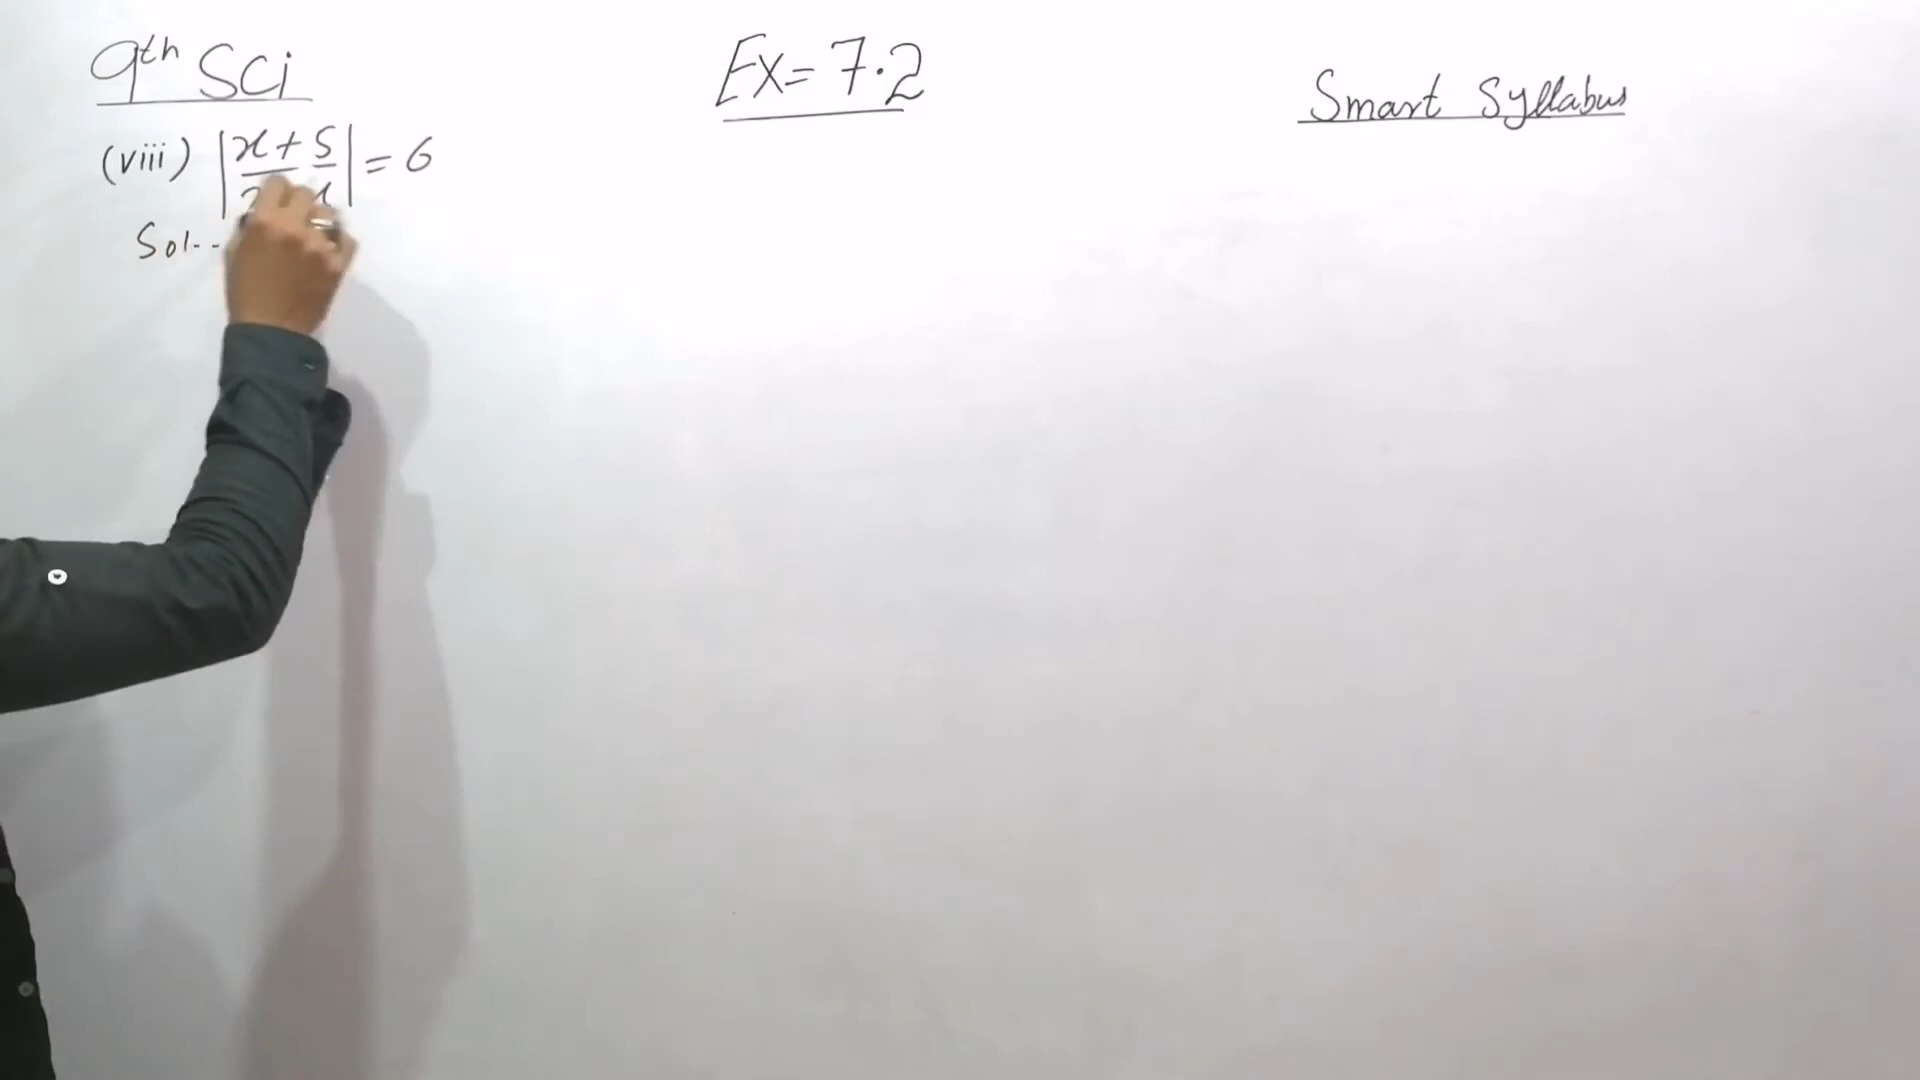 9th Sci
Ex=7.2
Smart Syllabus
(viii) |x+5| = 6
Sol--